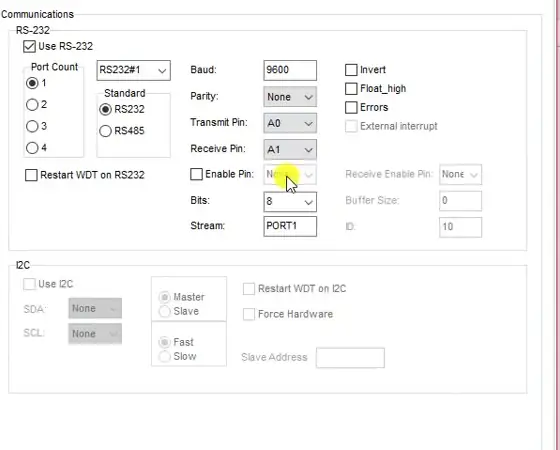 Communications
RS-232
Use RS-232
Port Count
1
2
3
4
RS232#1
Standard
RS232
RS485
Restart WDT on RS232
Baud: 9600
Parity: None
Transmit Pin: A0
Receive Pin: A1
Enable Pin:
Bits: 8
Stream: PORT1
Invert
Float_high
Errors
External interrupt
Receive Enable Pin: None
Buffer Size: 0
ID: 10
I2C
Use I2C
SDA: None
SCL: None
Master
Slave
Fast
Slow
Restart WDT on I2C
Force Hardware
Slave Address